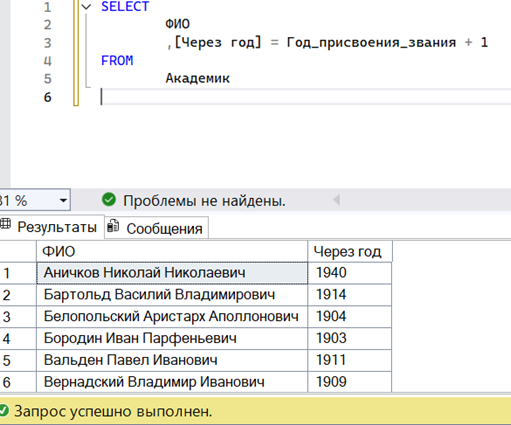 1 SELECT
2 ФИО
3 ,[Через год] = Год_присвоения_звания + 1
4 FROM
5 Академик
6
31 % Проблемы не найдены.
Результаты Сообщения
ФИО Через год
1 Аничков Николай Николаевич 1940
2 Бартольд Василий Владимирович 1914
3 Белопольский Аристарх Аполлонович 1904
4 Бородин Иван Парфеньевич 1903
5 Вальден Павел Иванович 1911
6 Вернадский Владимир Иванович 1909
Запрос успешно выполнен.